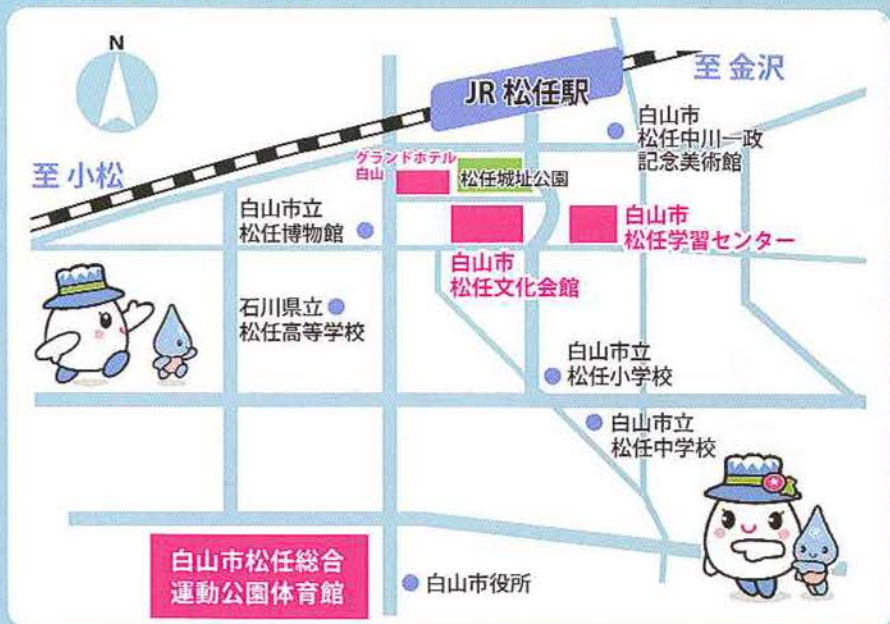 N
JR 松任駅
至 金沢
白山市
松任中川一政
記念美術館
至 小松
グランドホテル
白山
松任城址公園
白山市立
松任博物館
白山市
松任学習センター
白山市
松任文化会館
石川県立
松任高等学校
白山市立
松任小学校
白山市立
松任中学校
白山市松任総合
運動公園体育館
白山市役所